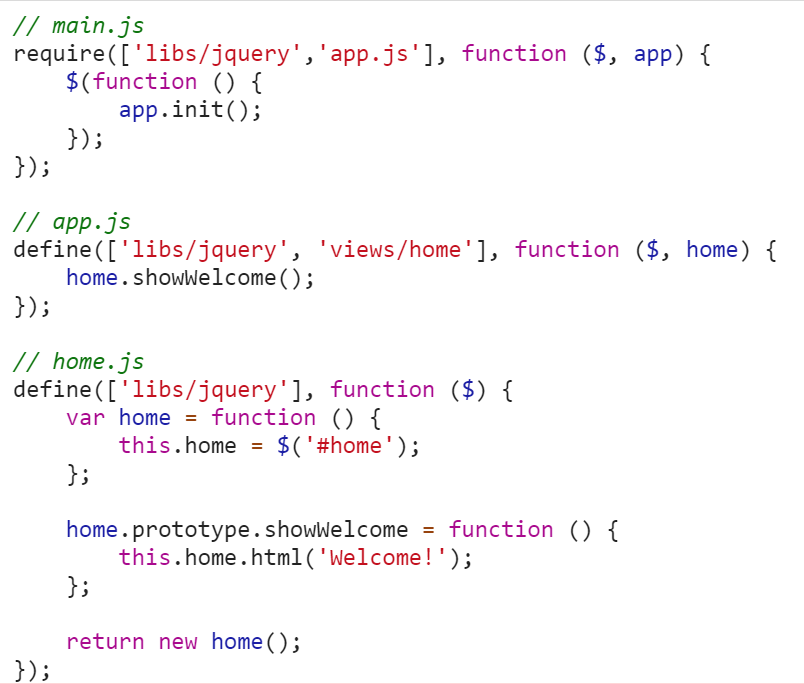 // main.js
require(['libs/jquery','app.js'], function ($, app) {
    $(function () {
        app.init();
    });
});

// app.js
define(['libs/jquery', 'views/home'], function ($, home) {
    home.showWelcome();
});

// home.js
define(['libs/jquery'], function ($) {
    var home = function () {
        this.home = $('#home');
    };

    home.prototype.showWelcome = function () {
        this.home.html('Welcome!');
    };

    return new home();
});